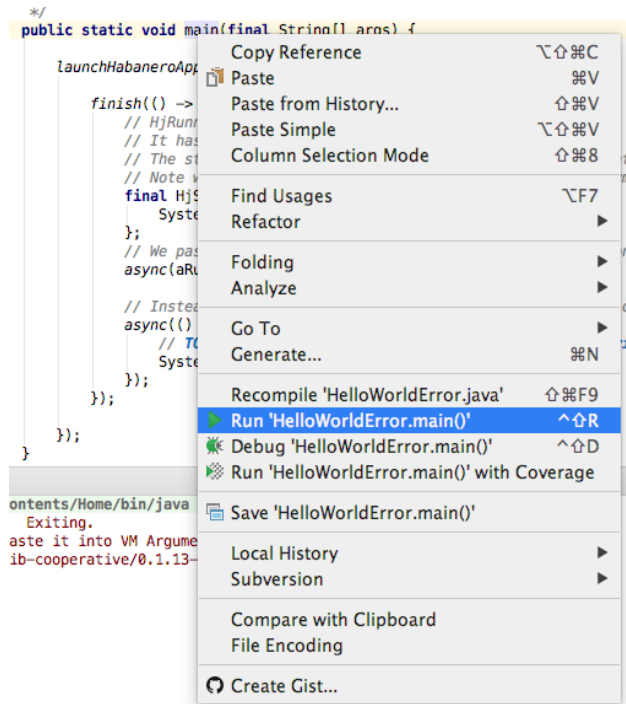 */
public static void main(final String[] args) {
launchHabaneroApp
finish(() ->
// HjRunn
// It has
// The st
// Note w
final HjS
Syste
};
// We pas
async(aRu
// Instea
async(()
// TO
Syste
});
});
});
}
ontents/Home/bin/java
Exiting.
aste it into VM Argume
ib-cooperative/0.1.13-
Copy Reference ⌥⇧⌘C
Paste ⌘V
Paste from History... ⇧⌘V
Paste Simple ⌥⇧⌘V
Column Selection Mode ⇧⌘8
Find Usages ⌥F7
Refactor
Folding
Analyze
Go To
Generate... ⌘N
Recompile 'HelloWorldError.java' ⇧⌘F9
Run 'HelloWorldError.main()' ^⇧R
Debug 'HelloWorldError.main()' ^⇧D
Run 'HelloWorldError.main()' with Coverage
Save 'HelloWorldError.main()'
Local History
Subversion
Compare with Clipboard
File Encoding
Create Gist...